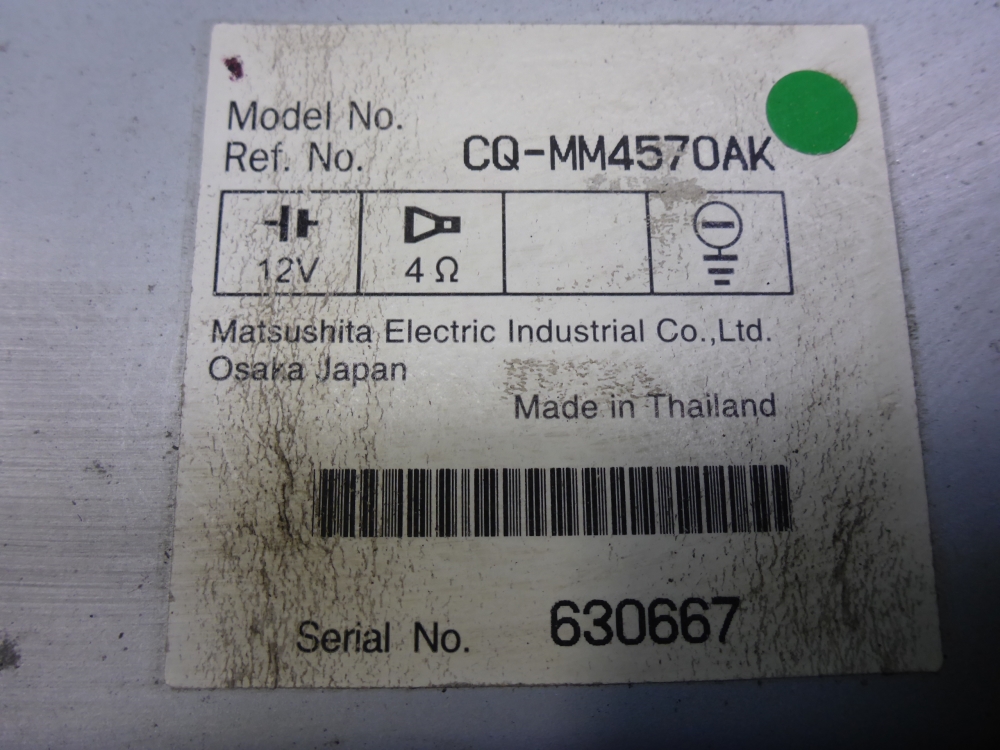 Model No.
Ref. No. CQ-MM4570AK
12V 4 Ω
Matsushita Electric Industrial Co.,Ltd.
Osaka Japan
Made in Thailand
Serial No. 630667